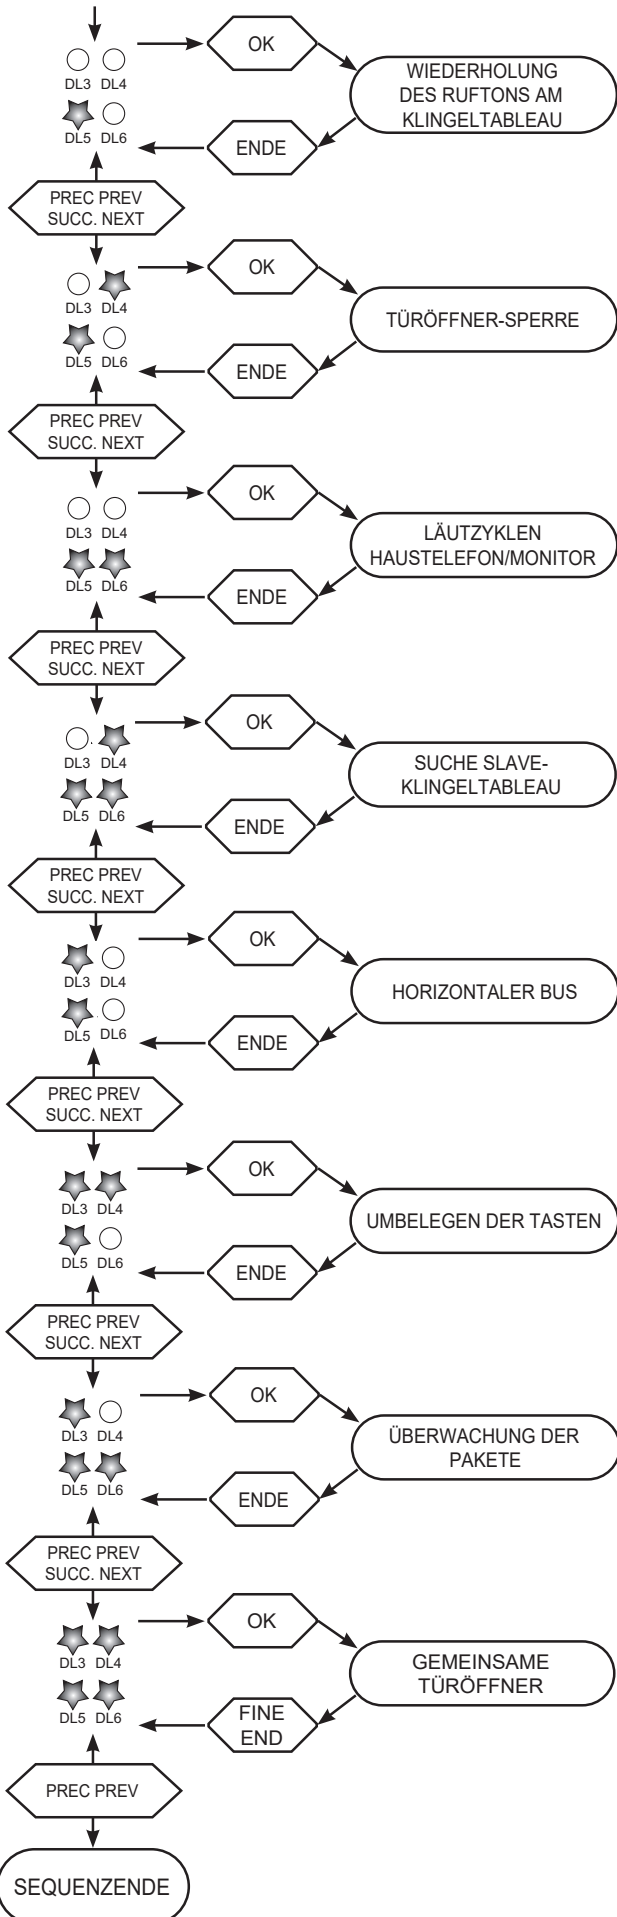 OK
DL3 DL4
WIEDERHOLUNG
DES RUFTONS AM
KLINGELTABLEAU
DL5 DL6
ENDE
PREC PREV
SUCC. NEXT
OK
DL3 DL4
TÜRÖFFNER-SPERRE
DL5 DL6
ENDE
PREC PREV
SUCC. NEXT
OK
DL3 DL4
LÄUTZYKLEN
HAUSTELEFON/MONITOR
DL5 DL6
ENDE
PREC PREV
SUCC. NEXT
OK
DL3 DL4
SUCHE SLAVE-
KLINGELTABLEAU
DL5 DL6
ENDE
PREC PREV
SUCC. NEXT
OK
DL3 DL4
HORIZONTALER BUS
DL5 DL6
ENDE
PREC PREV
SUCC. NEXT
OK
DL3 DL4
UMBELEGEN DER TASTEN
DL5 DL6
ENDE
PREC PREV
SUCC. NEXT
OK
DL3 DL4
ÜBERWACHUNG DER
PAKETE
DL5 DL6
ENDE
PREC PREV
SUCC. NEXT
OK
DL3 DL4
GEMEINSAME
TÜRÖFFNER
DL5 DL6
FINE
END
PREC PREV
SEQUENZENDE